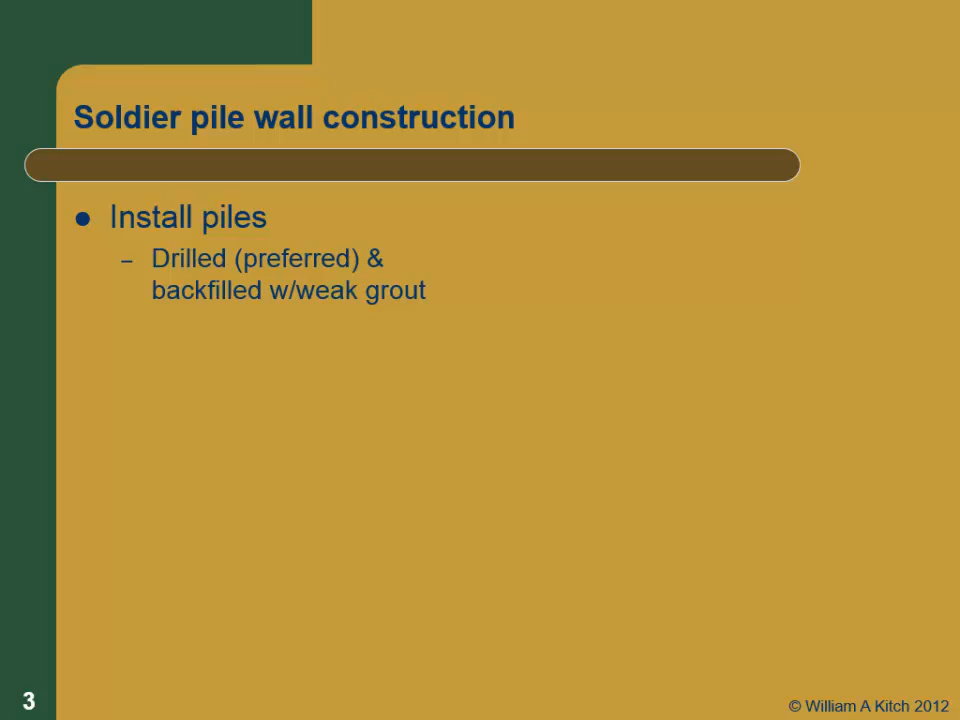 Soldier pile wall construction
● Install piles
– Drilled (preferred) &
backfilled w/weak grout
3
© William A Kitch 2012